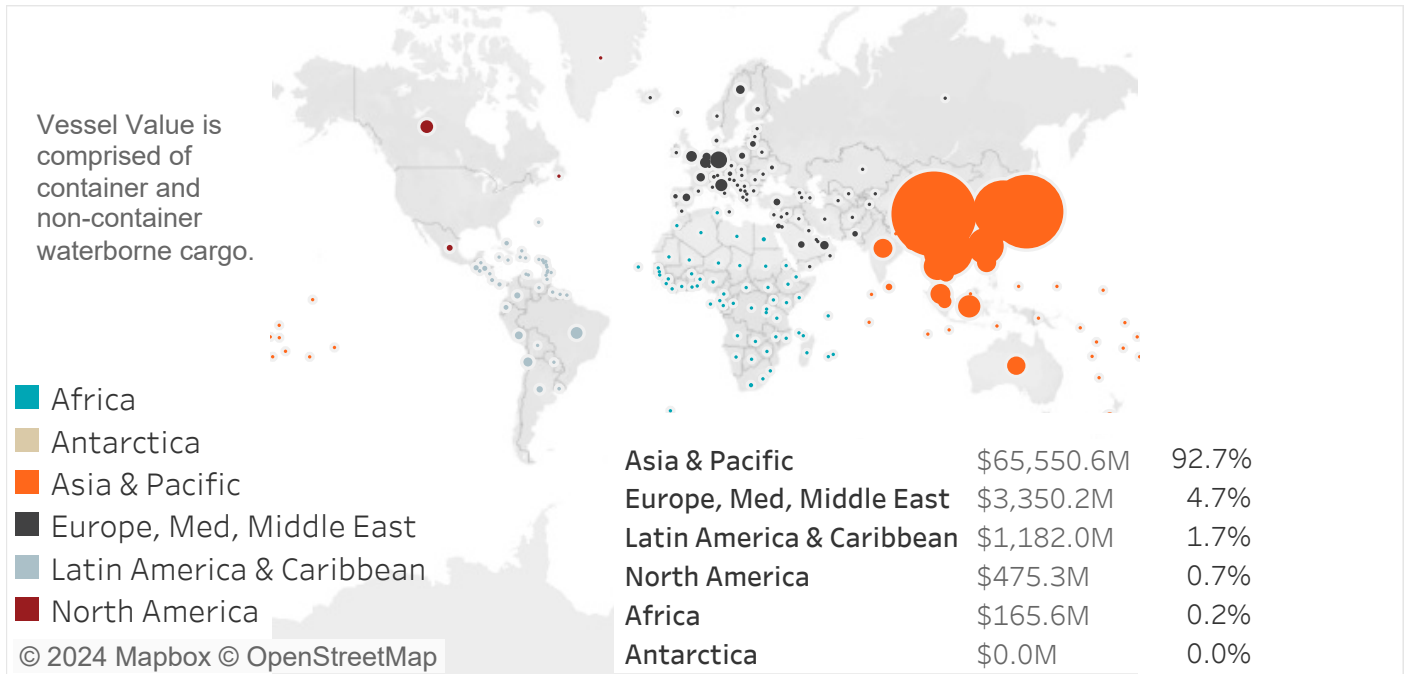 Vessel Value is
comprised of
container and
non-container
waterborne cargo.
Africa
Antarctica
Asia & Pacific
Europe, Med, Middle East
Latin America & Caribbean
North America
© 2024 Mapbox © OpenStreetMap
Asia & Pacific $65,550.6M 92.7%
Europe, Med, Middle East $3,350.2M 4.7%
Latin America & Caribbean $1,182.0M 1.7%
North America $475.3M 0.7%
Africa $165.6M 0.2%
Antarctica $0.0M 0.0%